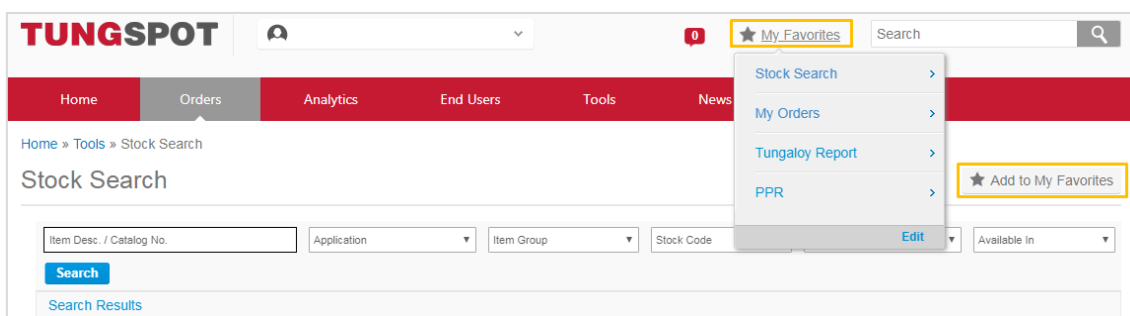 TUNGSPOT
0
My Favorites
Search
Stock Search
My Orders
Tungaloy Report
PPR
Edit
Home Orders Analytics End Users Tools News
Home » Tools » Stock Search
Stock Search
Add to My Favorites
Item Desc. / Catalog No. Application Item Group Stock Code Available In
Search
Search Results